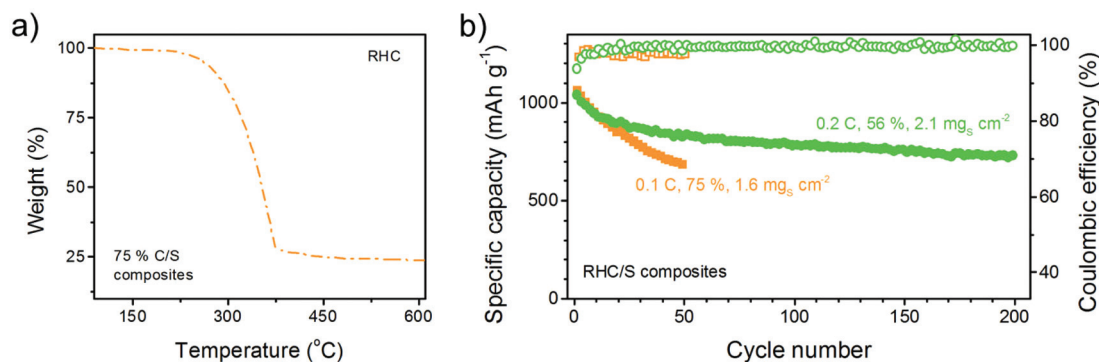 a)
100
75
50
25
Weight (%)
RHC
75 % C/S
composites
150
300
450
600
Temperature (°C)
b)
1000
500
0
Specific capacity (mAh g⁻¹)
0.2 C, 56 %, 2.1 mgₛ cm⁻²
0.1 C, 75 %, 1.6 mgₛ cm⁻²
RHC/S composites
0
50
100
150
200
Cycle number
100
80
60
40
Coulombic efficiency (%)